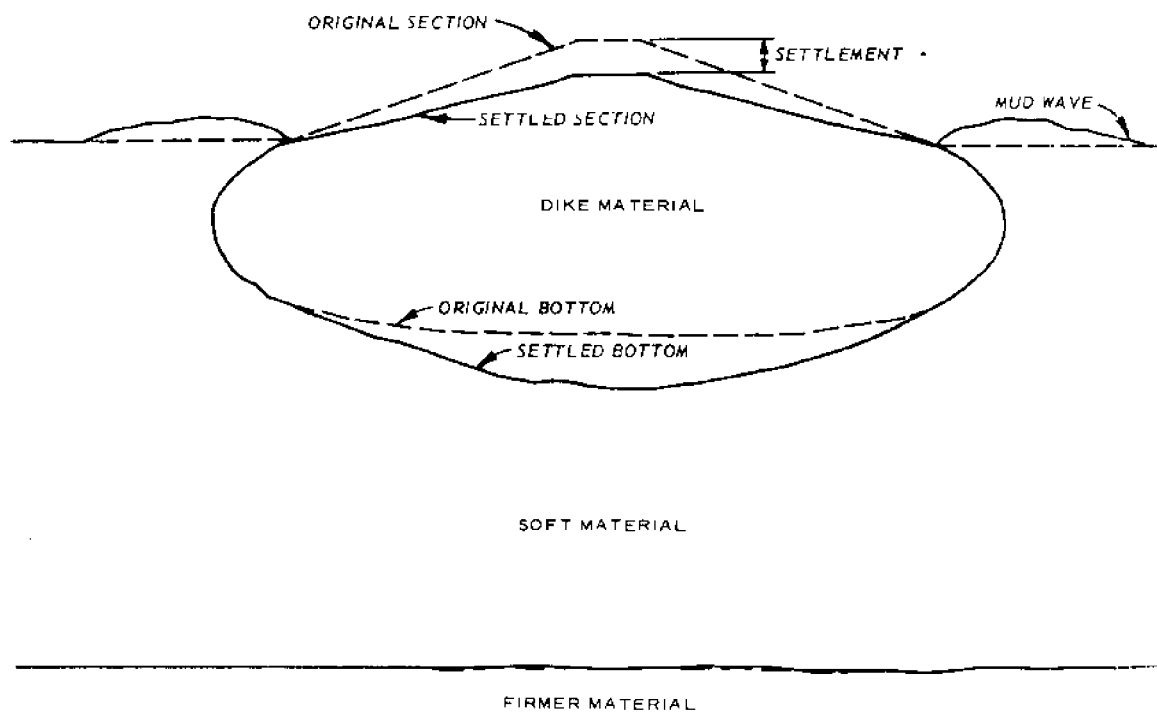 ORIGINAL SECTION
SETTLEMENT
MUD WAVE
SETTLED SECTION
DIKE MATERIAL
ORIGINAL BOTTOM
SETTLED BOTTOM
SOFT MATERIAL
FIRMER MATERIAL